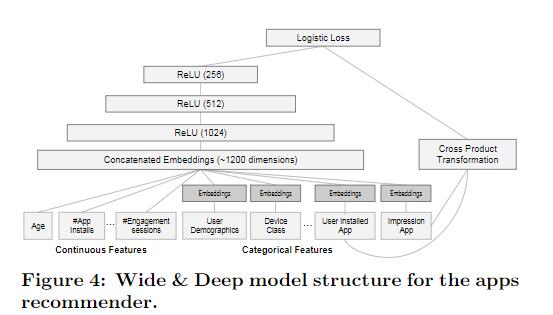 Logistic Loss
ReLU (256)
ReLU (512)
ReLU (1024)
Concatenated Embeddings (~1200 dimensions)
Cross Product
Transformation
Embeddings
Embeddings
Embeddings
Embeddings
Age
#App
Installs
...
#Engagement
sessions
User
Demographics
Device
Class
...
User Installed
App
Impression
App
Continuous Features
Categorical Features
Figure 4: Wide & Deep model structure for the apps
recommender.